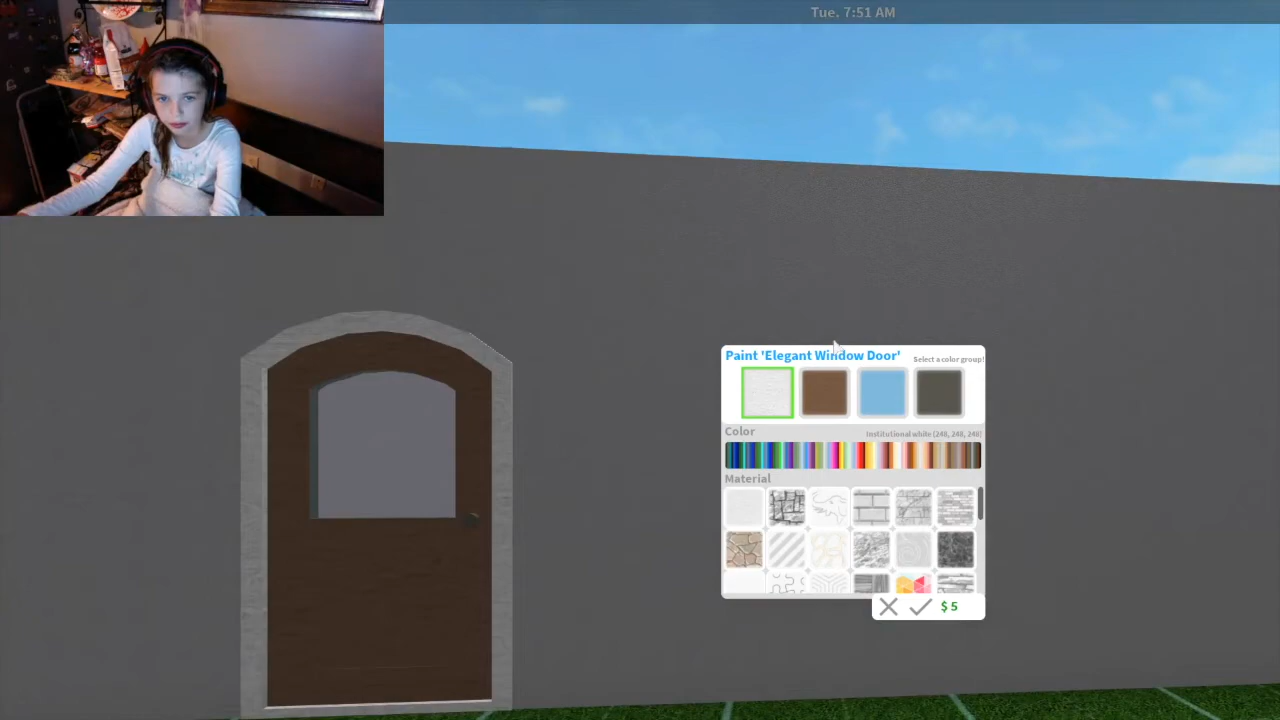 Tue. 7:51 AM
Paint 'Elegant Window Door'
Select a color group!
Color
Institutional white (248, 248, 248)
Material
$ 5